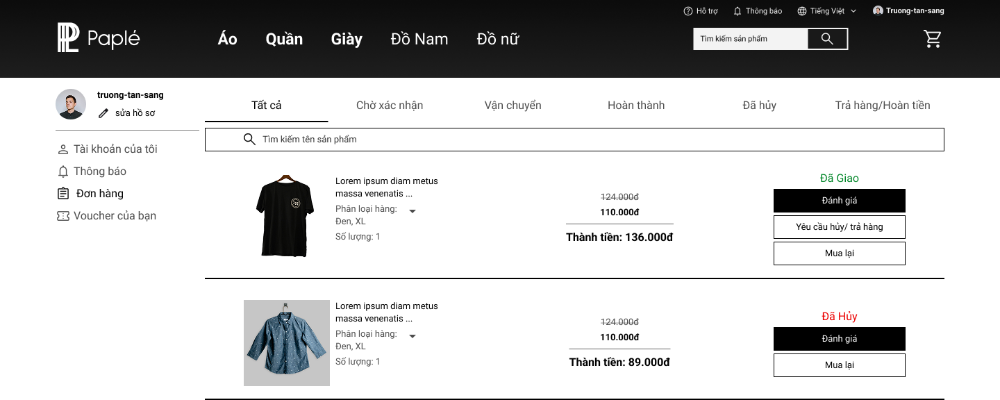 Hỗ trợ
Thông báo
Tiếng Việt
Truong-tan-sang
Paplé
Áo
Quần
Giày
Đồ Nam
Đồ nữ
Tìm kiếm sản phẩm
truong-tan-sang
sửa hồ sơ
Tài khoản của tôi
Thông báo
Đơn hàng
Voucher của bạn
Tất cả
Chờ xác nhận
Vận chuyển
Hoàn thành
Đã hủy
Trả hàng/Hoàn tiền
Tìm kiếm tên sản phẩm
Lorem ipsum diam metus
massa venenatis ...
Phân loại hàng:
Đen, XL
Số lượng: 1
124.000đ
110.000đ
Thành tiền: 136.000đ
Đã Giao
Đánh giá
Yêu cầu hủy/ trả hàng
Mua lại
Lorem ipsum diam metus
massa venenatis ...
Phân loại hàng:
Đen, XL
Số lượng: 1
124.000đ
110.000đ
Thành tiền: 89.000đ
Đã Hủy
Đánh giá
Mua lại